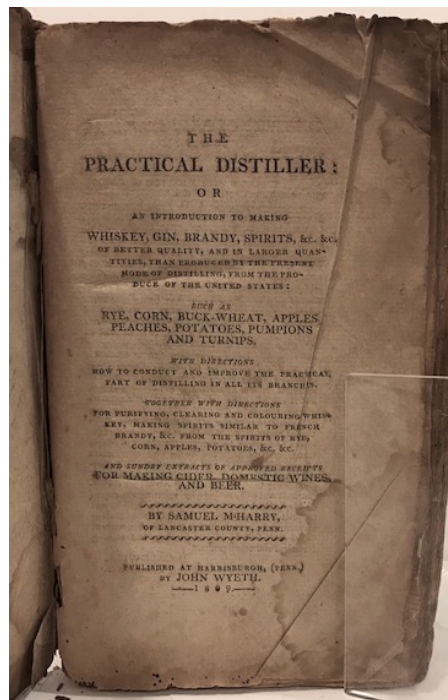 THE
PRACTICAL DISTILLER:
OR
AN INTRODUCTION TO MAKING
WHISKEY, GIN, BRANDY, SPIRITS, &c. &c.
OF BETTER QUALITY, AND IN LARGER QUAN-
TITIES, THAN PRODUCED BY THE PRESENT
MODE OF DISTILLING, FROM THE PRO-
DUCE OF THE UNITED STATES:
SUCH AS
RYE, CORN, BUCK-WHEAT, APPLES,
PEACHES, POTATOES, PUMPIONS
AND TURNIPS.
WITH DIRECTIONS
HOW TO CONDUCT AND IMPROVE THE PRACTICAL
PART OF DISTILLING IN ALL ITS BRANCHES.
TOGETHER WITH DIRECTIONS
FOR PURIFYING, CLEARING AND COLOURING WHIS-
KEY, MAKING SPIRITS SIMILAR TO FRENCH
BRANDY, &c. FROM THE SPIRITS OF RYE,
CORN, APPLES, POTATOES, &c. &c.
AND SUNDRY EXTRACTS OF APPROVED RECEIPTS
FOR MAKING CIDER, DOMESTIC WINES,
AND BEER.
BY SAMUEL M‘HARRY,
OF LANCASTER COUNTY, PENN.
PUBLISHED AT HARRISBURGH, (PENN.)
BY JOHN WYETH.
1809.